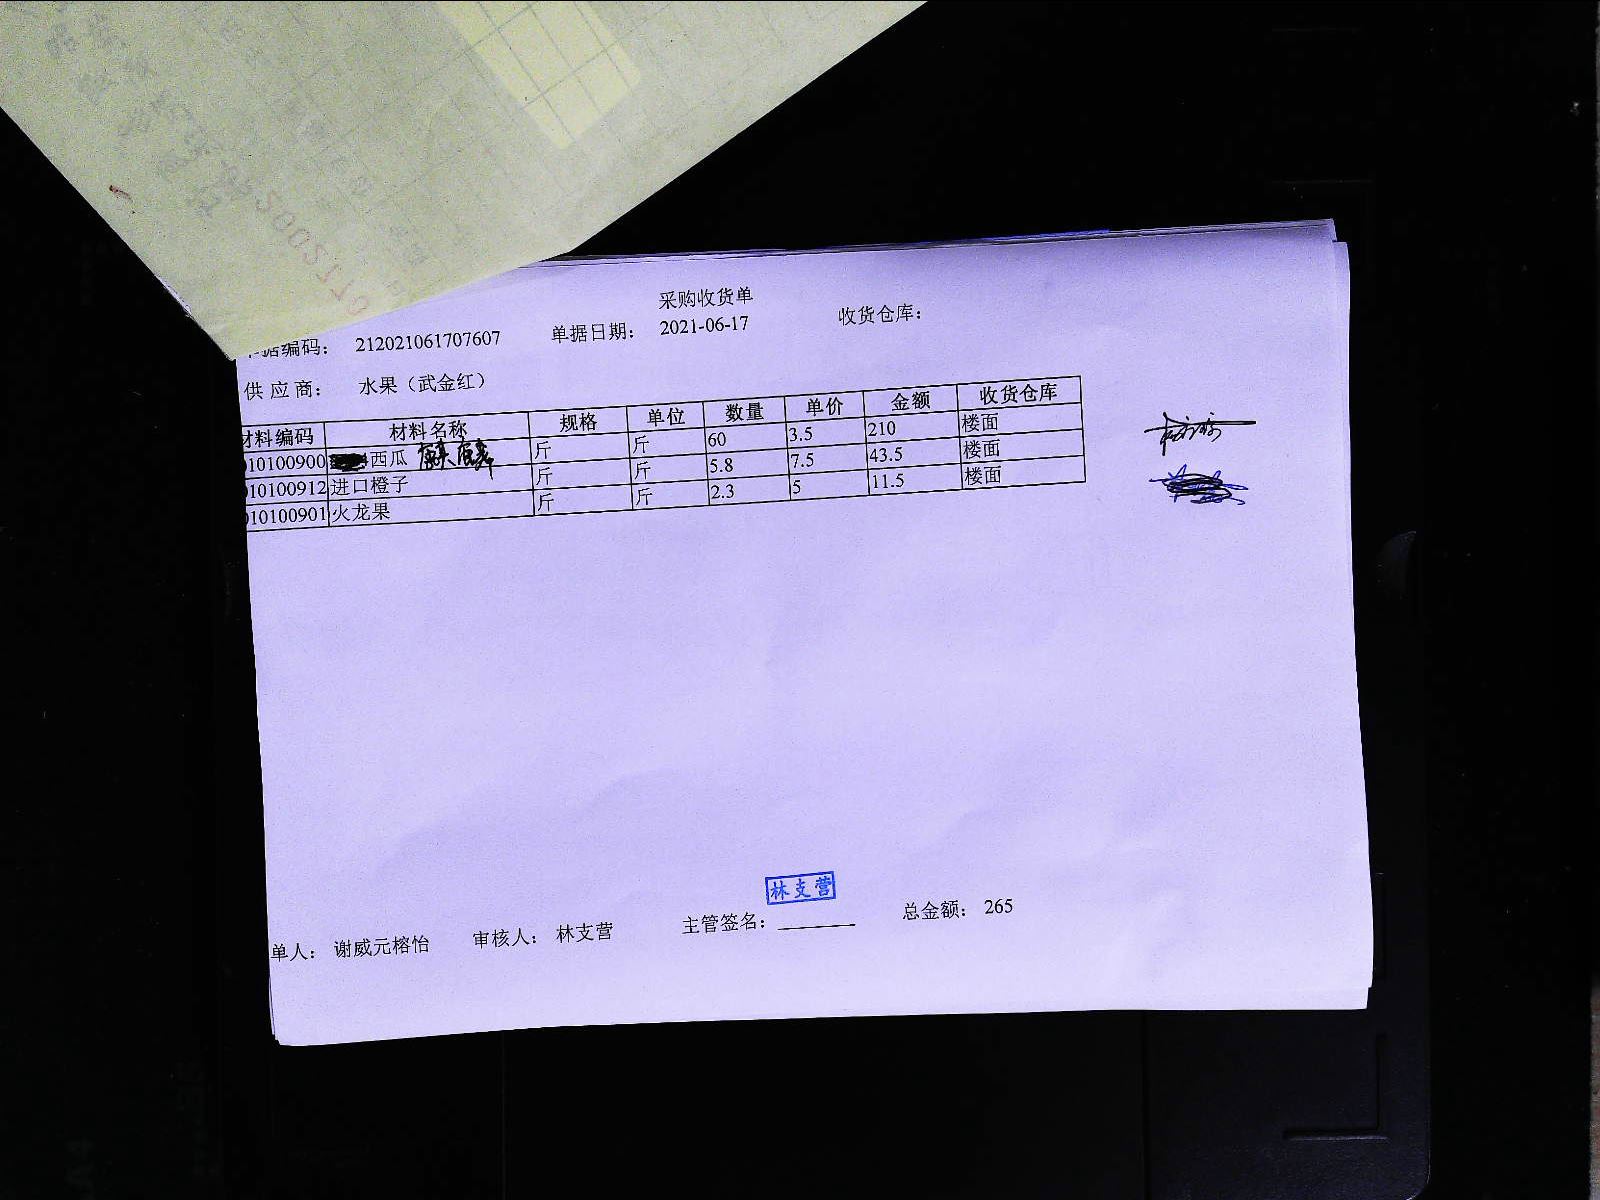 采购收货单
据编码： 212021061707607 单据日期： 2021-06-17 收货仓库：
供 应 商： 水果（武金红）
材料编码 材料名称 规格 单位 数量 单价 金额 收货仓库
010100900 西瓜 斤 斤 60 3.5 210 楼面
010100912 进口橙子 斤 斤 5.8 7.5 43.5 楼面
010100901 火龙果 斤 斤 2.3 5 11.5 楼面
林支营
单人： 谢威元榕怡 审核人： 林支营 主管签名： 总金额： 265